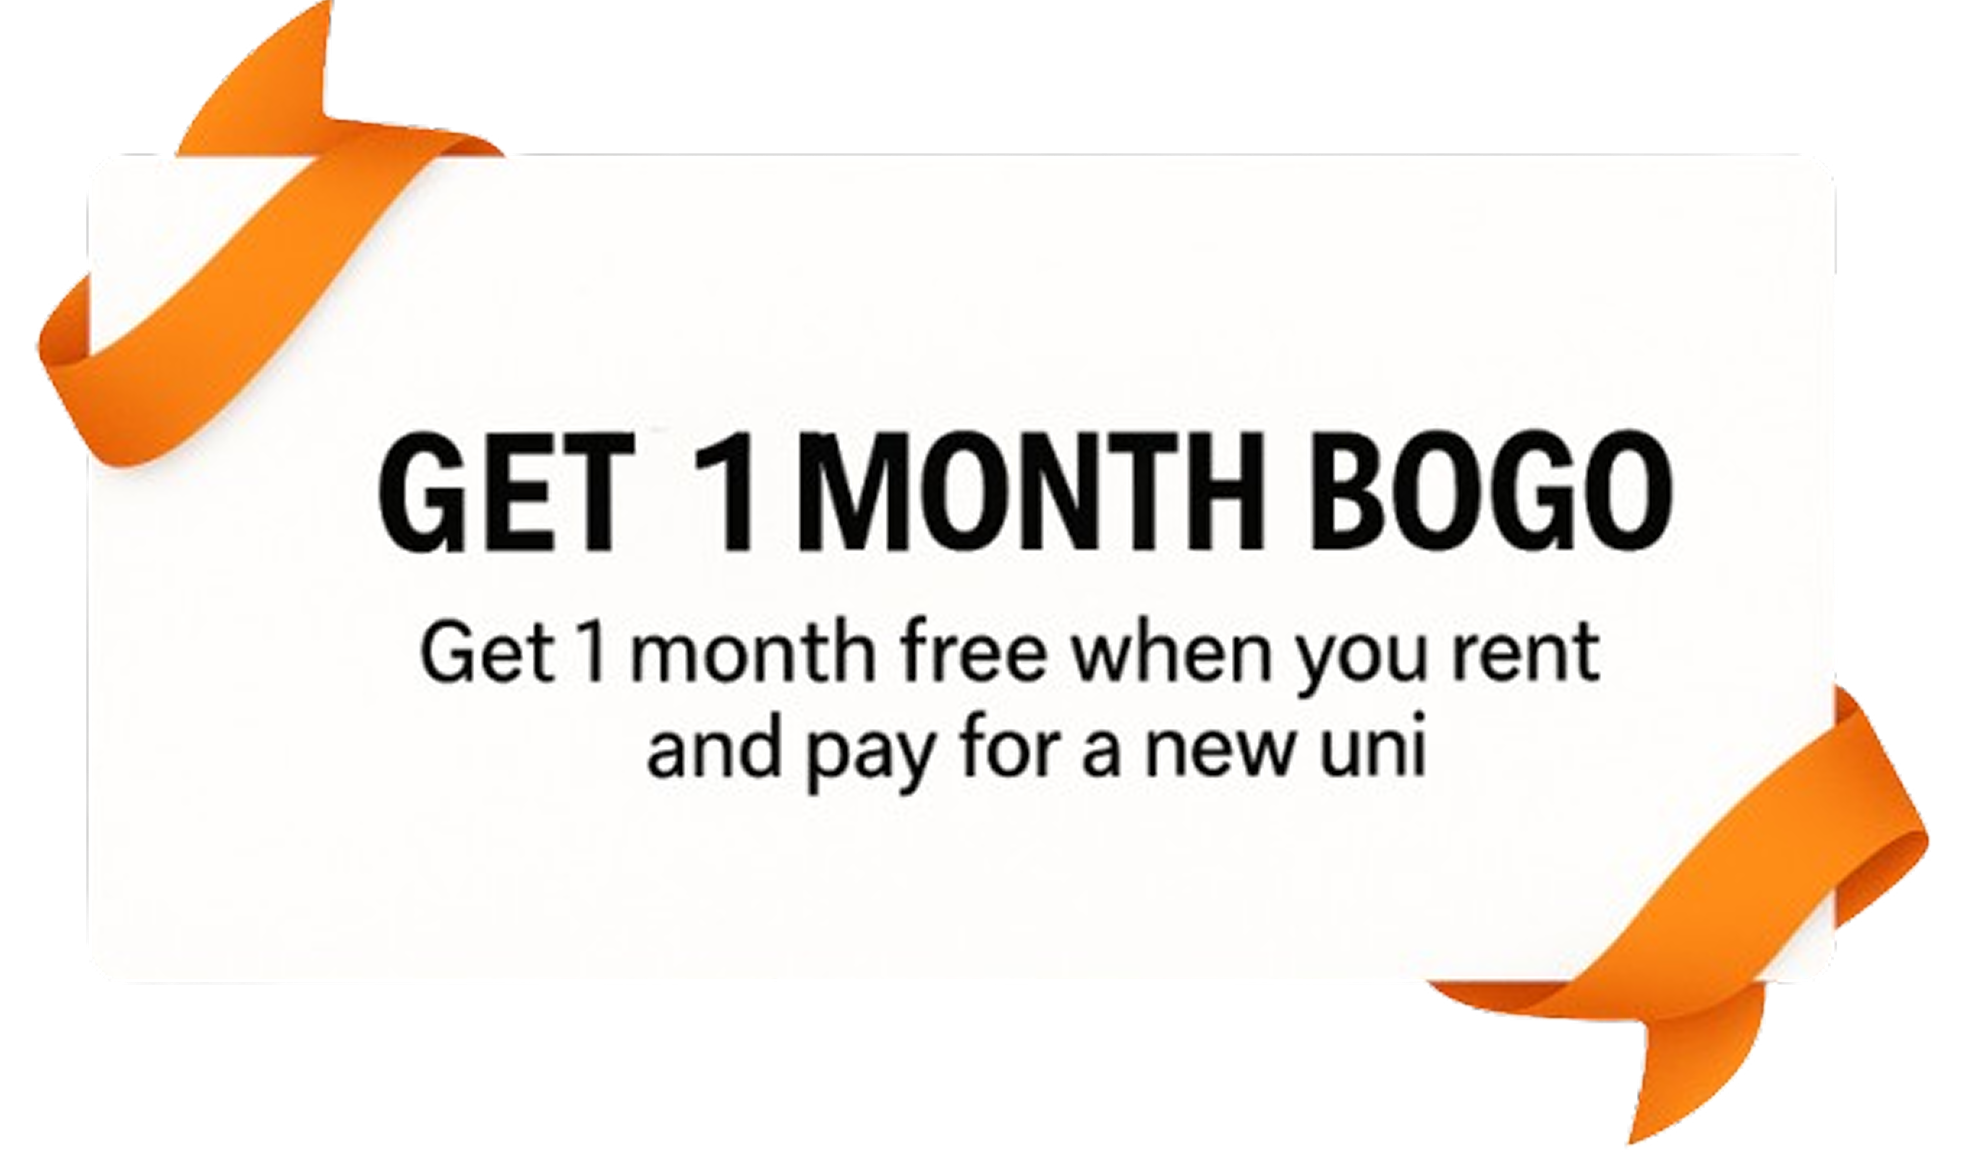 GET 1 MONTH BOGO
Get 1 month free when you rent
and pay for a new uni